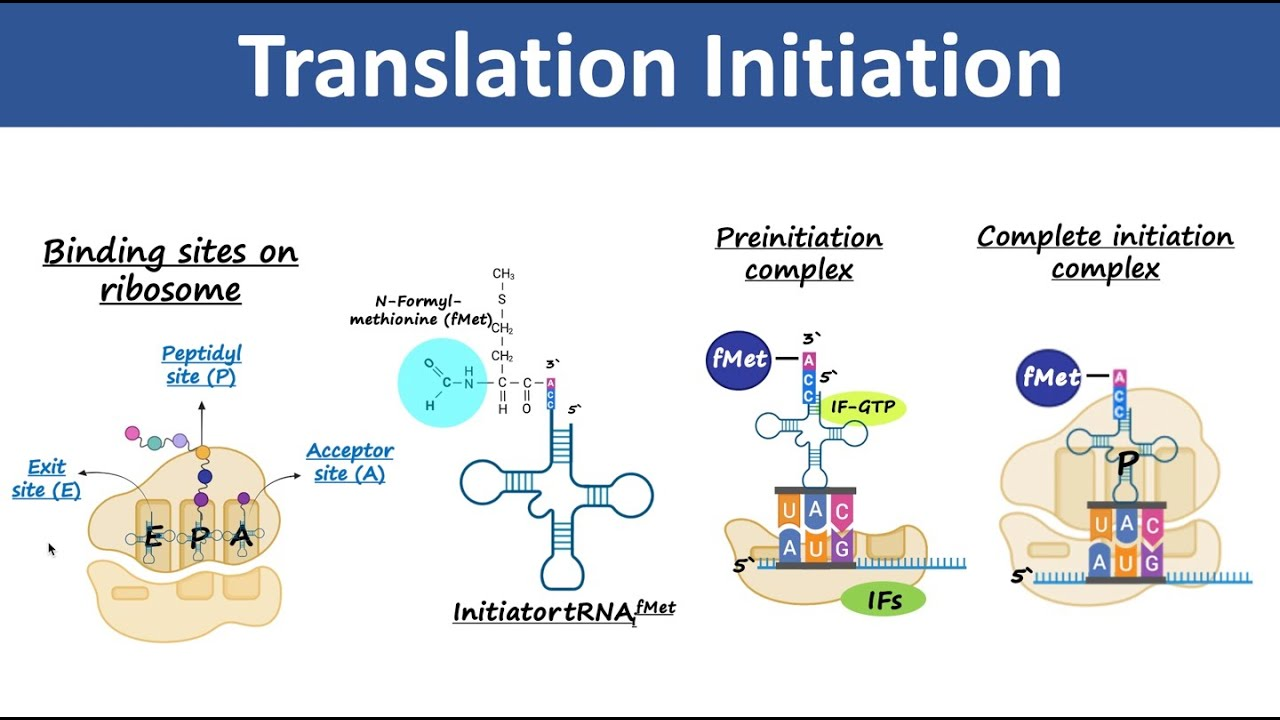 Translation Initiation
Binding sites on
ribosome
Peptidyl
site (P)
Exit
site (E)
Acceptor
site (A)
E P A
N-Formyl-
methionine (fMet)
CH₃
S
CH₂
CH₂
O
C
H
N
H
C
H
C
O
3`
A
C
C
5`
InitiatortRNAfMet
Preinitiation
complex
fMet
3`
A
C
C
5`
IF-GTP
U A C
A U G
5`
IFs
Complete initiation
complex
fMet
A
C
C
P
U A C
A U G
5`